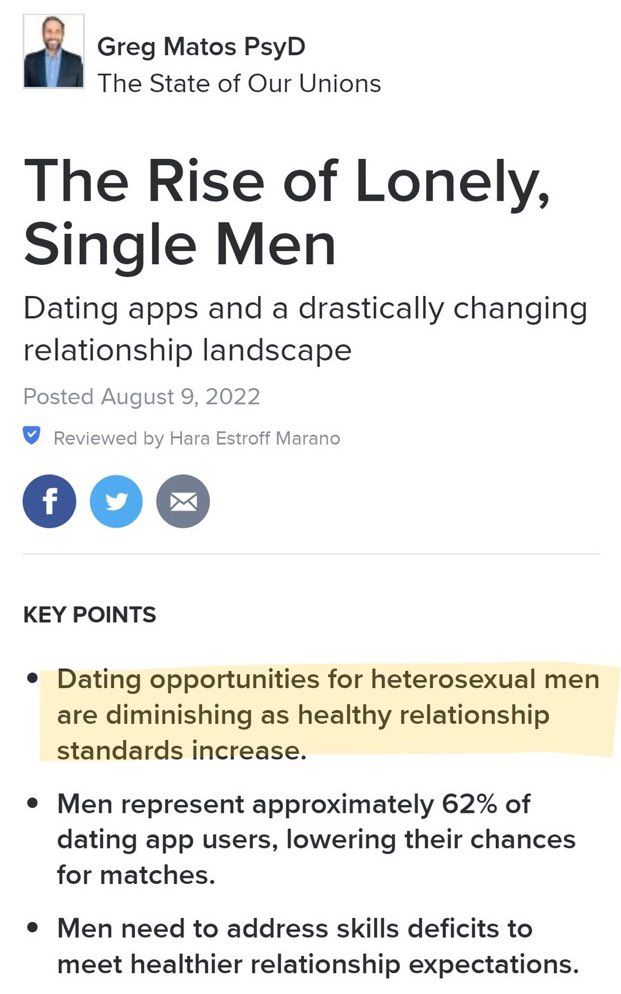 Greg Matos PsyD
The State of Our Unions
The Rise of Lonely,
Single Men
Dating apps and a drastically changing
relationship landscape
Posted August 9, 2022
Reviewed by Hara Estroff Marano
KEY POINTS
• Dating opportunities for heterosexual men
are diminishing as healthy relationship
standards increase.
• Men represent approximately 62% of
dating app users, lowering their chances
for matches.
• Men need to address skills deficits to
meet healthier relationship expectations.